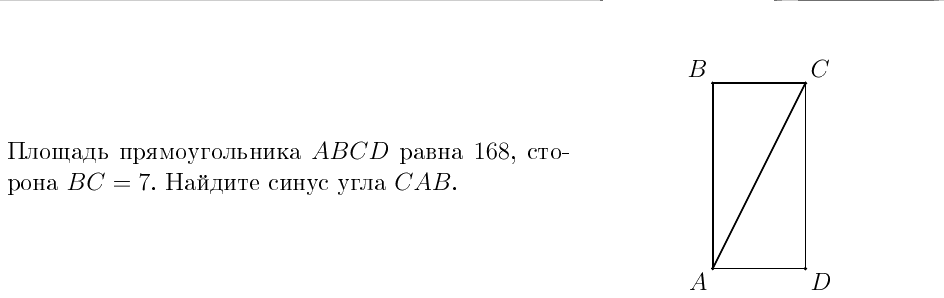 B C
Площадь прямоугольника ABCD равна 168, сто-
рона BC = 7. Найдите синус угла CAB.
A D